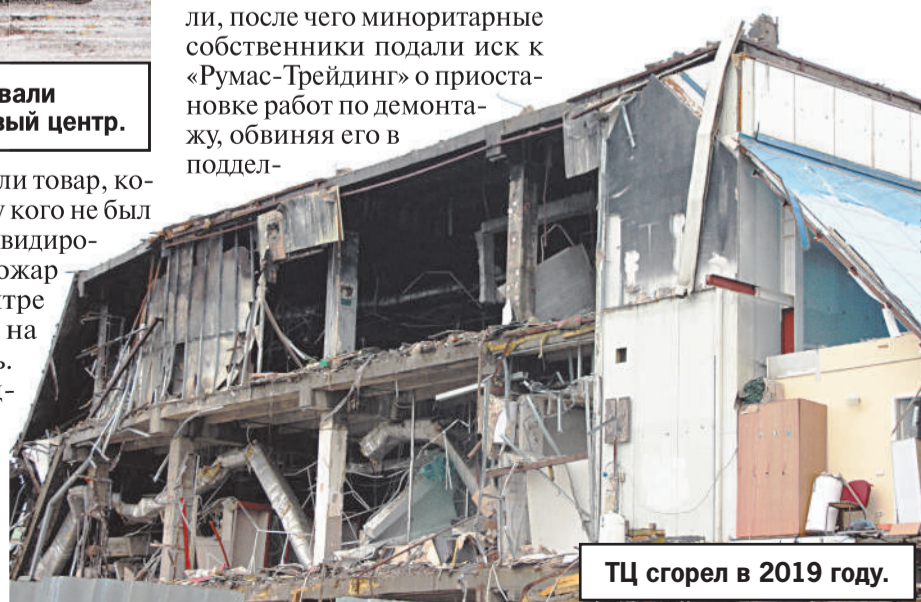 вали
вый центр.
ли товар, ко-
у кого не был
видиро-
ожар
нтре
на
ь.
д-
ли, после чего миноритарные
собственники подали иск к
«Румас-Трейдинг» о приоста-
новке работ по демонта-
жу, обвиняя его в
поддел-
ТЦ сгорел в 2019 году.